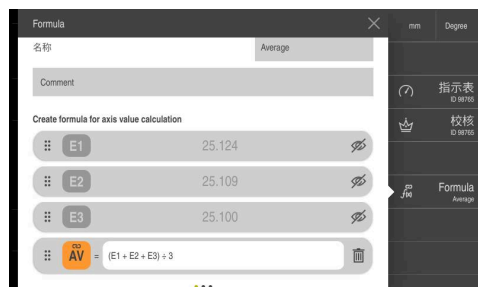 Formula
mm Degree
名称 Average
Comment
指示表
ID 98765
校核
ID 98765
Create formula for axis value calculation
E1 25.124
E2 25.109
E3 25.100
Formula
Average
f(x)
AV = (E1 + E2 + E3) ÷ 3